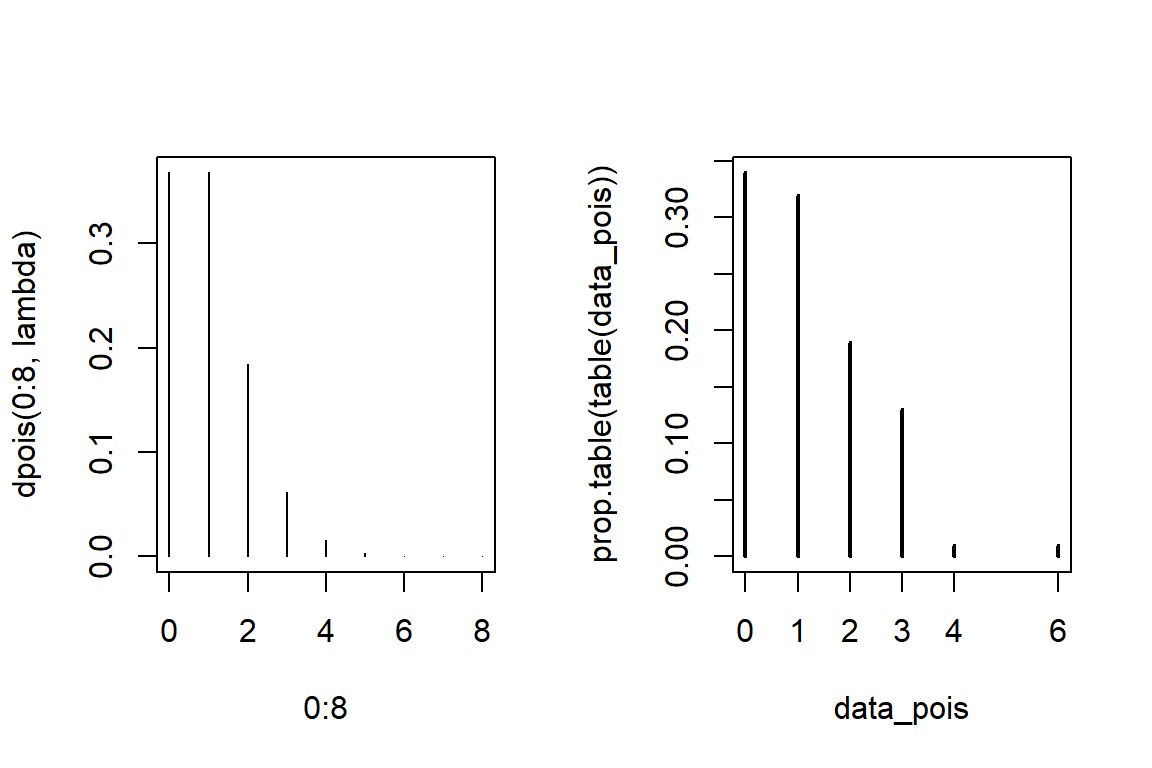 dpois(0:8, lambda)
0.0 0.1 0.2 0.3
0 2 4 6 8
0:8
prop.table(table(data_pois))
0.00 0.10 0.20 0.30
0 1 2 3 4 6
data_pois